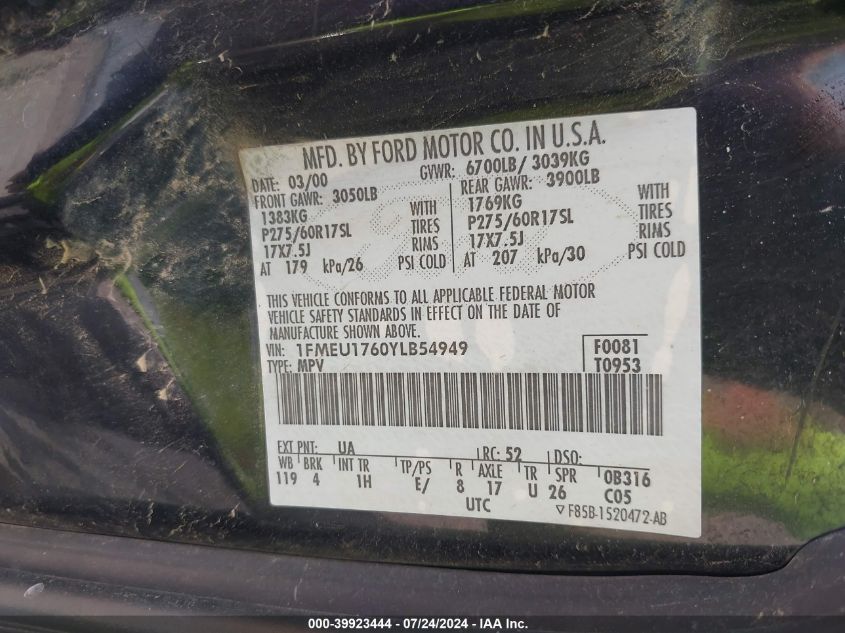 MFD. BY FORD MOTOR CO. IN U.S.A.
DATE: 03/00 GVWR: 6700LB/ 3039KG
FRONT GAWR: 3050LB REAR GAWR: 3900LB
1383KG WITH 1769KG WITH
P275/60R17SL TIRES P275/60R17SL TIRES
17X7.5J RIMS 17X7.5J RIMS
AT 179 kPa/26 PSI COLD AT 207 kPa/30 PSI COLD
THIS VEHICLE CONFORMS TO ALL APPLICABLE FEDERAL MOTOR
VEHICLE SAFETY STANDARDS IN EFFECT ON THE DATE OF
MANUFACTURE SHOWN ABOVE.
VIN: 1FMEU1760YLB54949 F0081
TYPE: MPV T0953
EXT PNT: UA RC: 52 DSO:
WB BRK INT TR TP/PS R AXLE TR SPR 0B316
119 4 1H E/ 8 17 U 26 C05
UTC ▽F85B-1520472-AB
000-39923444 - 07/24/2024 - IAA Inc.